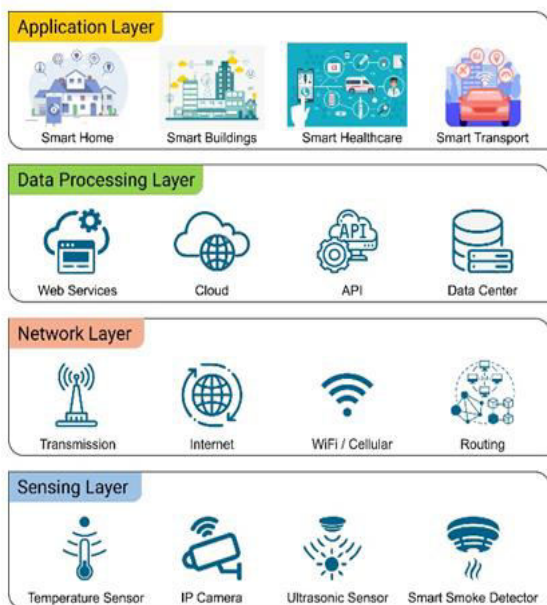 Application Layer
Smart Home Smart Buildings Smart Healthcare Smart Transport
Data Processing Layer
API
Web Services Cloud API Data Center
Network Layer
Transmission Internet WiFi / Cellular Routing
Sensing Layer
Temperature Sensor IP Camera Ultrasonic Sensor Smart Smoke Detector